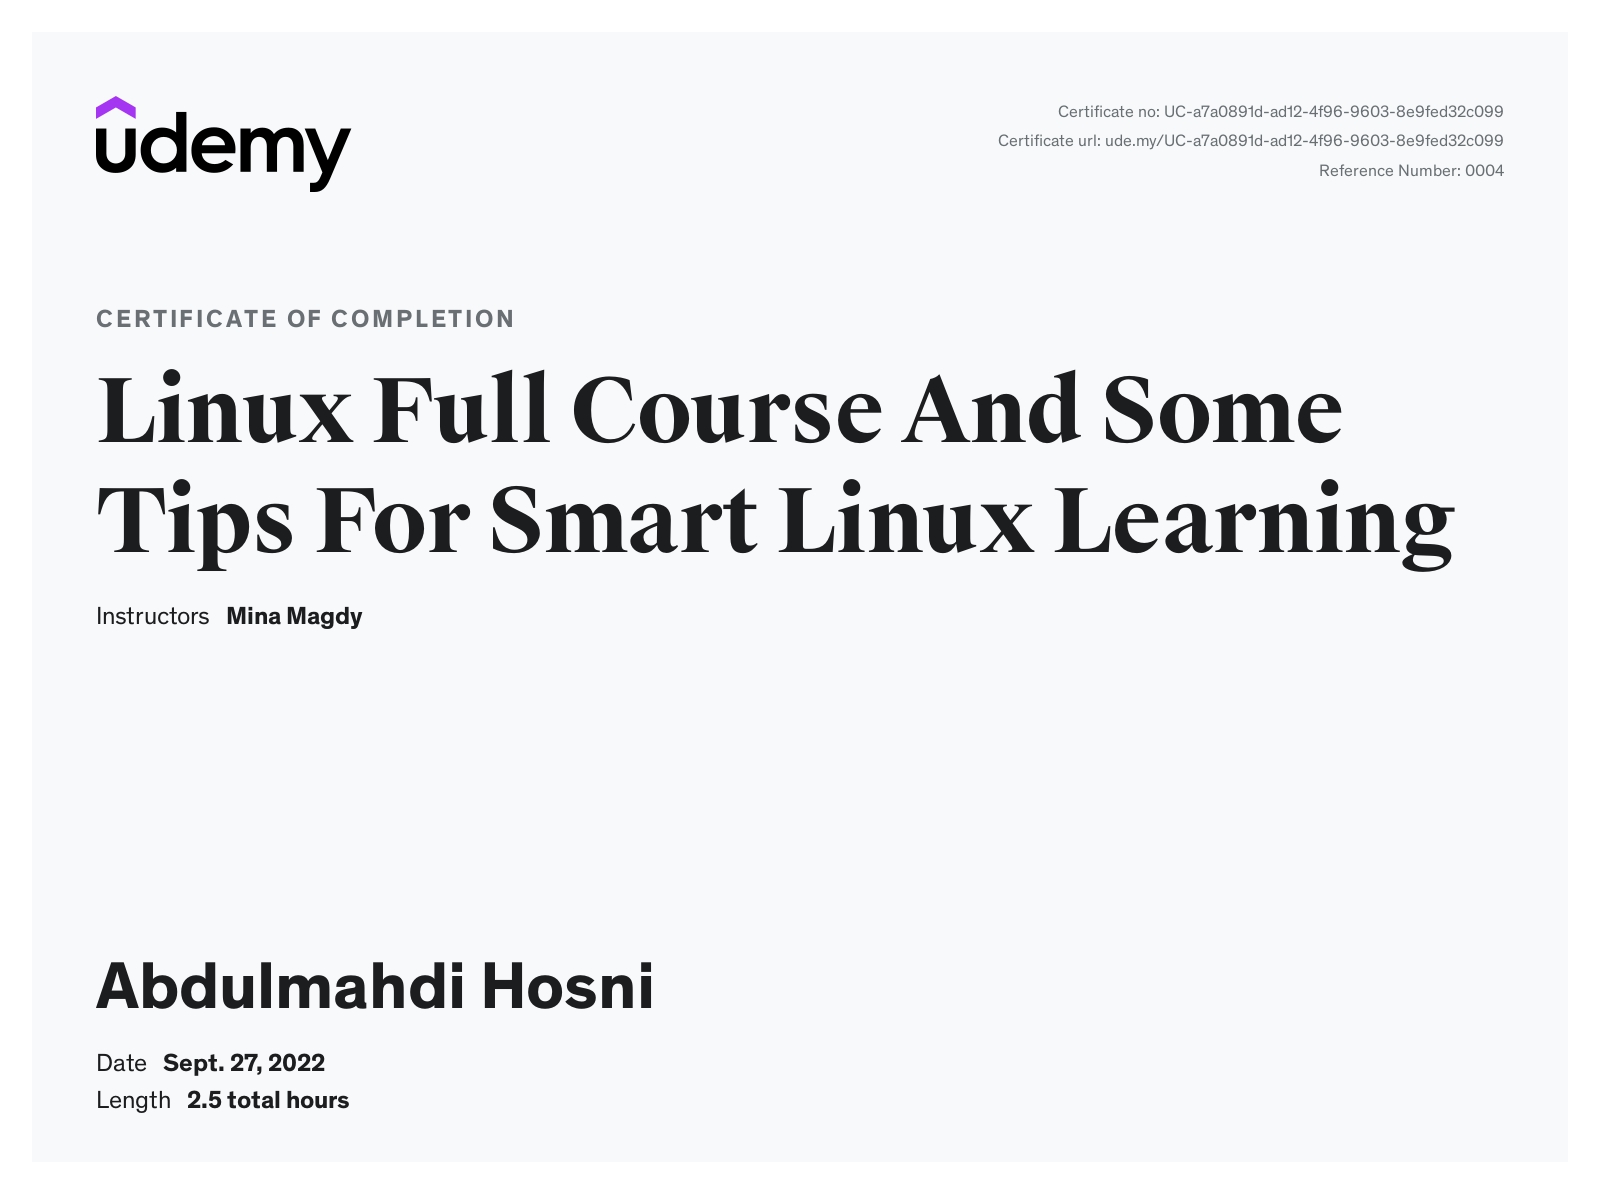 udemy
Certificate no: UC-a7a0891d-ad12-4f96-9603-8e9fed32c099
Certificate url: ude.my/UC-a7a0891d-ad12-4f96-9603-8e9fed32c099
Reference Number: 0004
CERTIFICATE OF COMPLETION
Linux Full Course And Some
Tips For Smart Linux Learning
Instructors Mina Magdy
Abdulmahdi Hosni
Date Sept. 27, 2022
Length 2.5 total hours